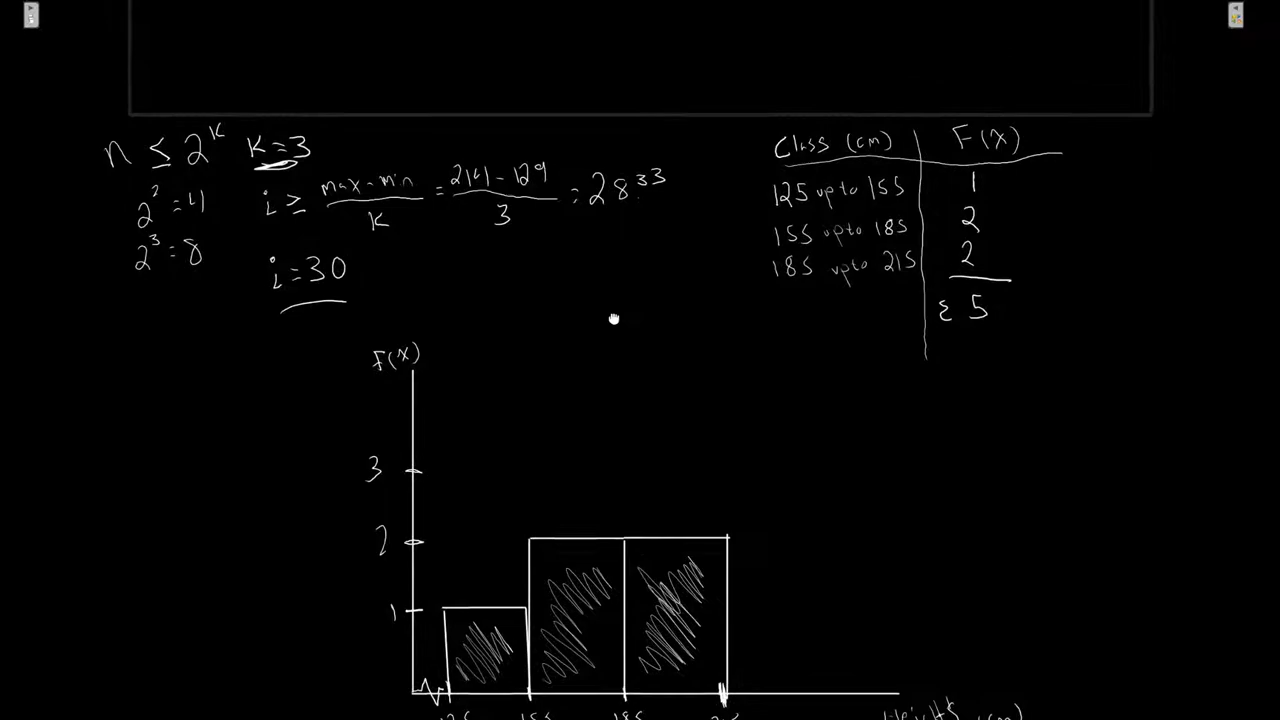 n ≤ 2^K K=3
2^2 =4
2^3 =8
i ≥ max-min / K = 214-129 / 3 = 28.33
i=30
Class (cm) F(X)
125 up to 155 1
155 up to 185 2
185 up to 215 2
Σ 5
F(X)
3
2
1